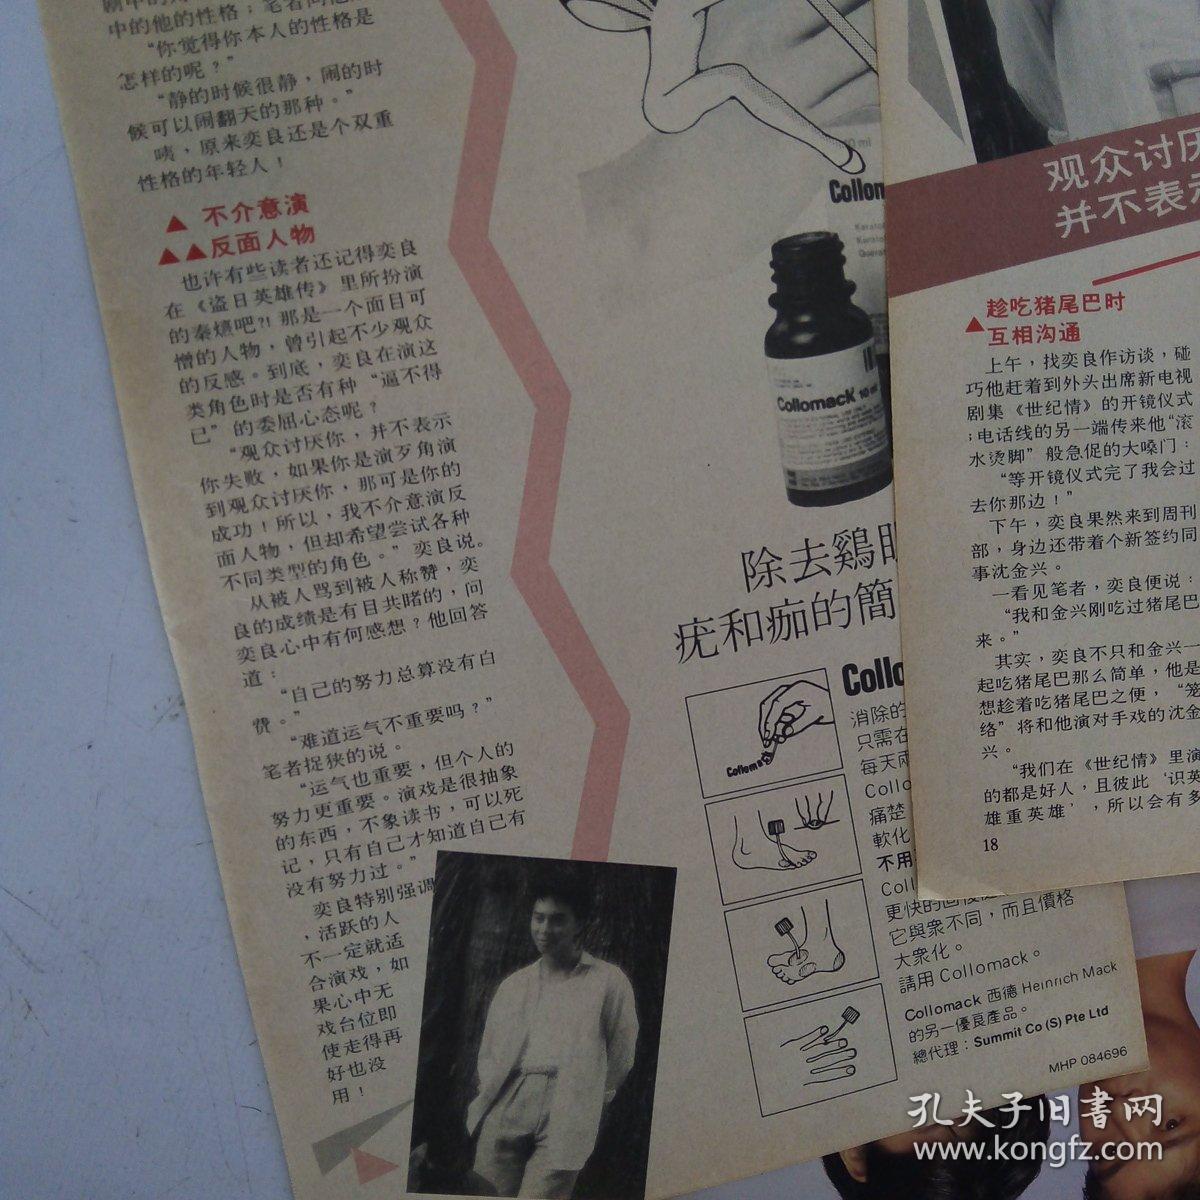 中的他的性格；笔者问他
“你觉得你本人的性格是
怎样的呢？”
“静的时候很静，闹的时
候可以闹翻天的那种。”
咦，原来奕良还是个双重
性格的年轻人！
▲ 不介意演
▲▲反面人物
也许有些读者还记得奕良
在《盗日英雄传》里所扮演
的秦熺吧?! 那是一个面目可
憎的人物，曾引起不少观众
的反感。到底，奕良在演这
类角色时是否有种“逼不得
已”的委屈心态呢？
“观众讨厌你，并不表示
你失败，如果你是演歹角演
到观众讨厌你，那可是你的
成功！所以，我不介意演反
面人物，但却希望尝试各种
不同类型的角色。”奕良说。
从被人骂到被人称赞，奕
良的成绩是有目共睹的，问
奕良心中有何感想？他回答
道：
“自己的努力总算没有白
费。”
“难道运气不重要吗？”
笔者捉狭的说。
“运气也重要，但个人的
努力更重要。演戏是很抽象
的东西，不象读书，可以死
记，只有自己才知道自己有
没有努力过。”
奕良特别强调
，活跃的人
不一定就适
合演戏，如
果心中无
戏台位即
使走得再
好也没
用！
Collomack 10 ml
除去鷄
疣和痂的簡
Collo
消除的
只需在
每天兩
Collo
痛楚
軟化
不用
Coll
更快的
它與衆不同，而且價格
大衆化。
請用 Collomack。
Collomack 西德 Heinrich Mack
的另一優良產品。
總代理：Summit Co (S) Pte Ltd
MHP 084696
观众讨厌
并不表示
▲趁吃猪尾巴时
互相沟通
上午，找奕良作访谈，碰
巧他赶着到外头出席新电视
剧集《世纪情》的开镜仪式
；电话线的另一端传来他“滚
水烫脚”般急促的大嗓门：
“等开镜仪式完了我会过
去你那边！”
下午，奕良果然来到周刊
部，身边还带着个新签约同
事沈金兴。
一看见笔者，奕良便说：
“我和金兴刚吃过猪尾巴
来。”
其实，奕良不只和金兴一
起吃猪尾巴那么简单，他是
想趁着吃猪尾巴之便，“笼
络”将和他演对手戏的沈金
兴。
“我们在《世纪情》里演
的都是好人，且彼此‘识英
雄重英雄’，所以会有多
18
孔夫子旧书网
www.kongfz.com